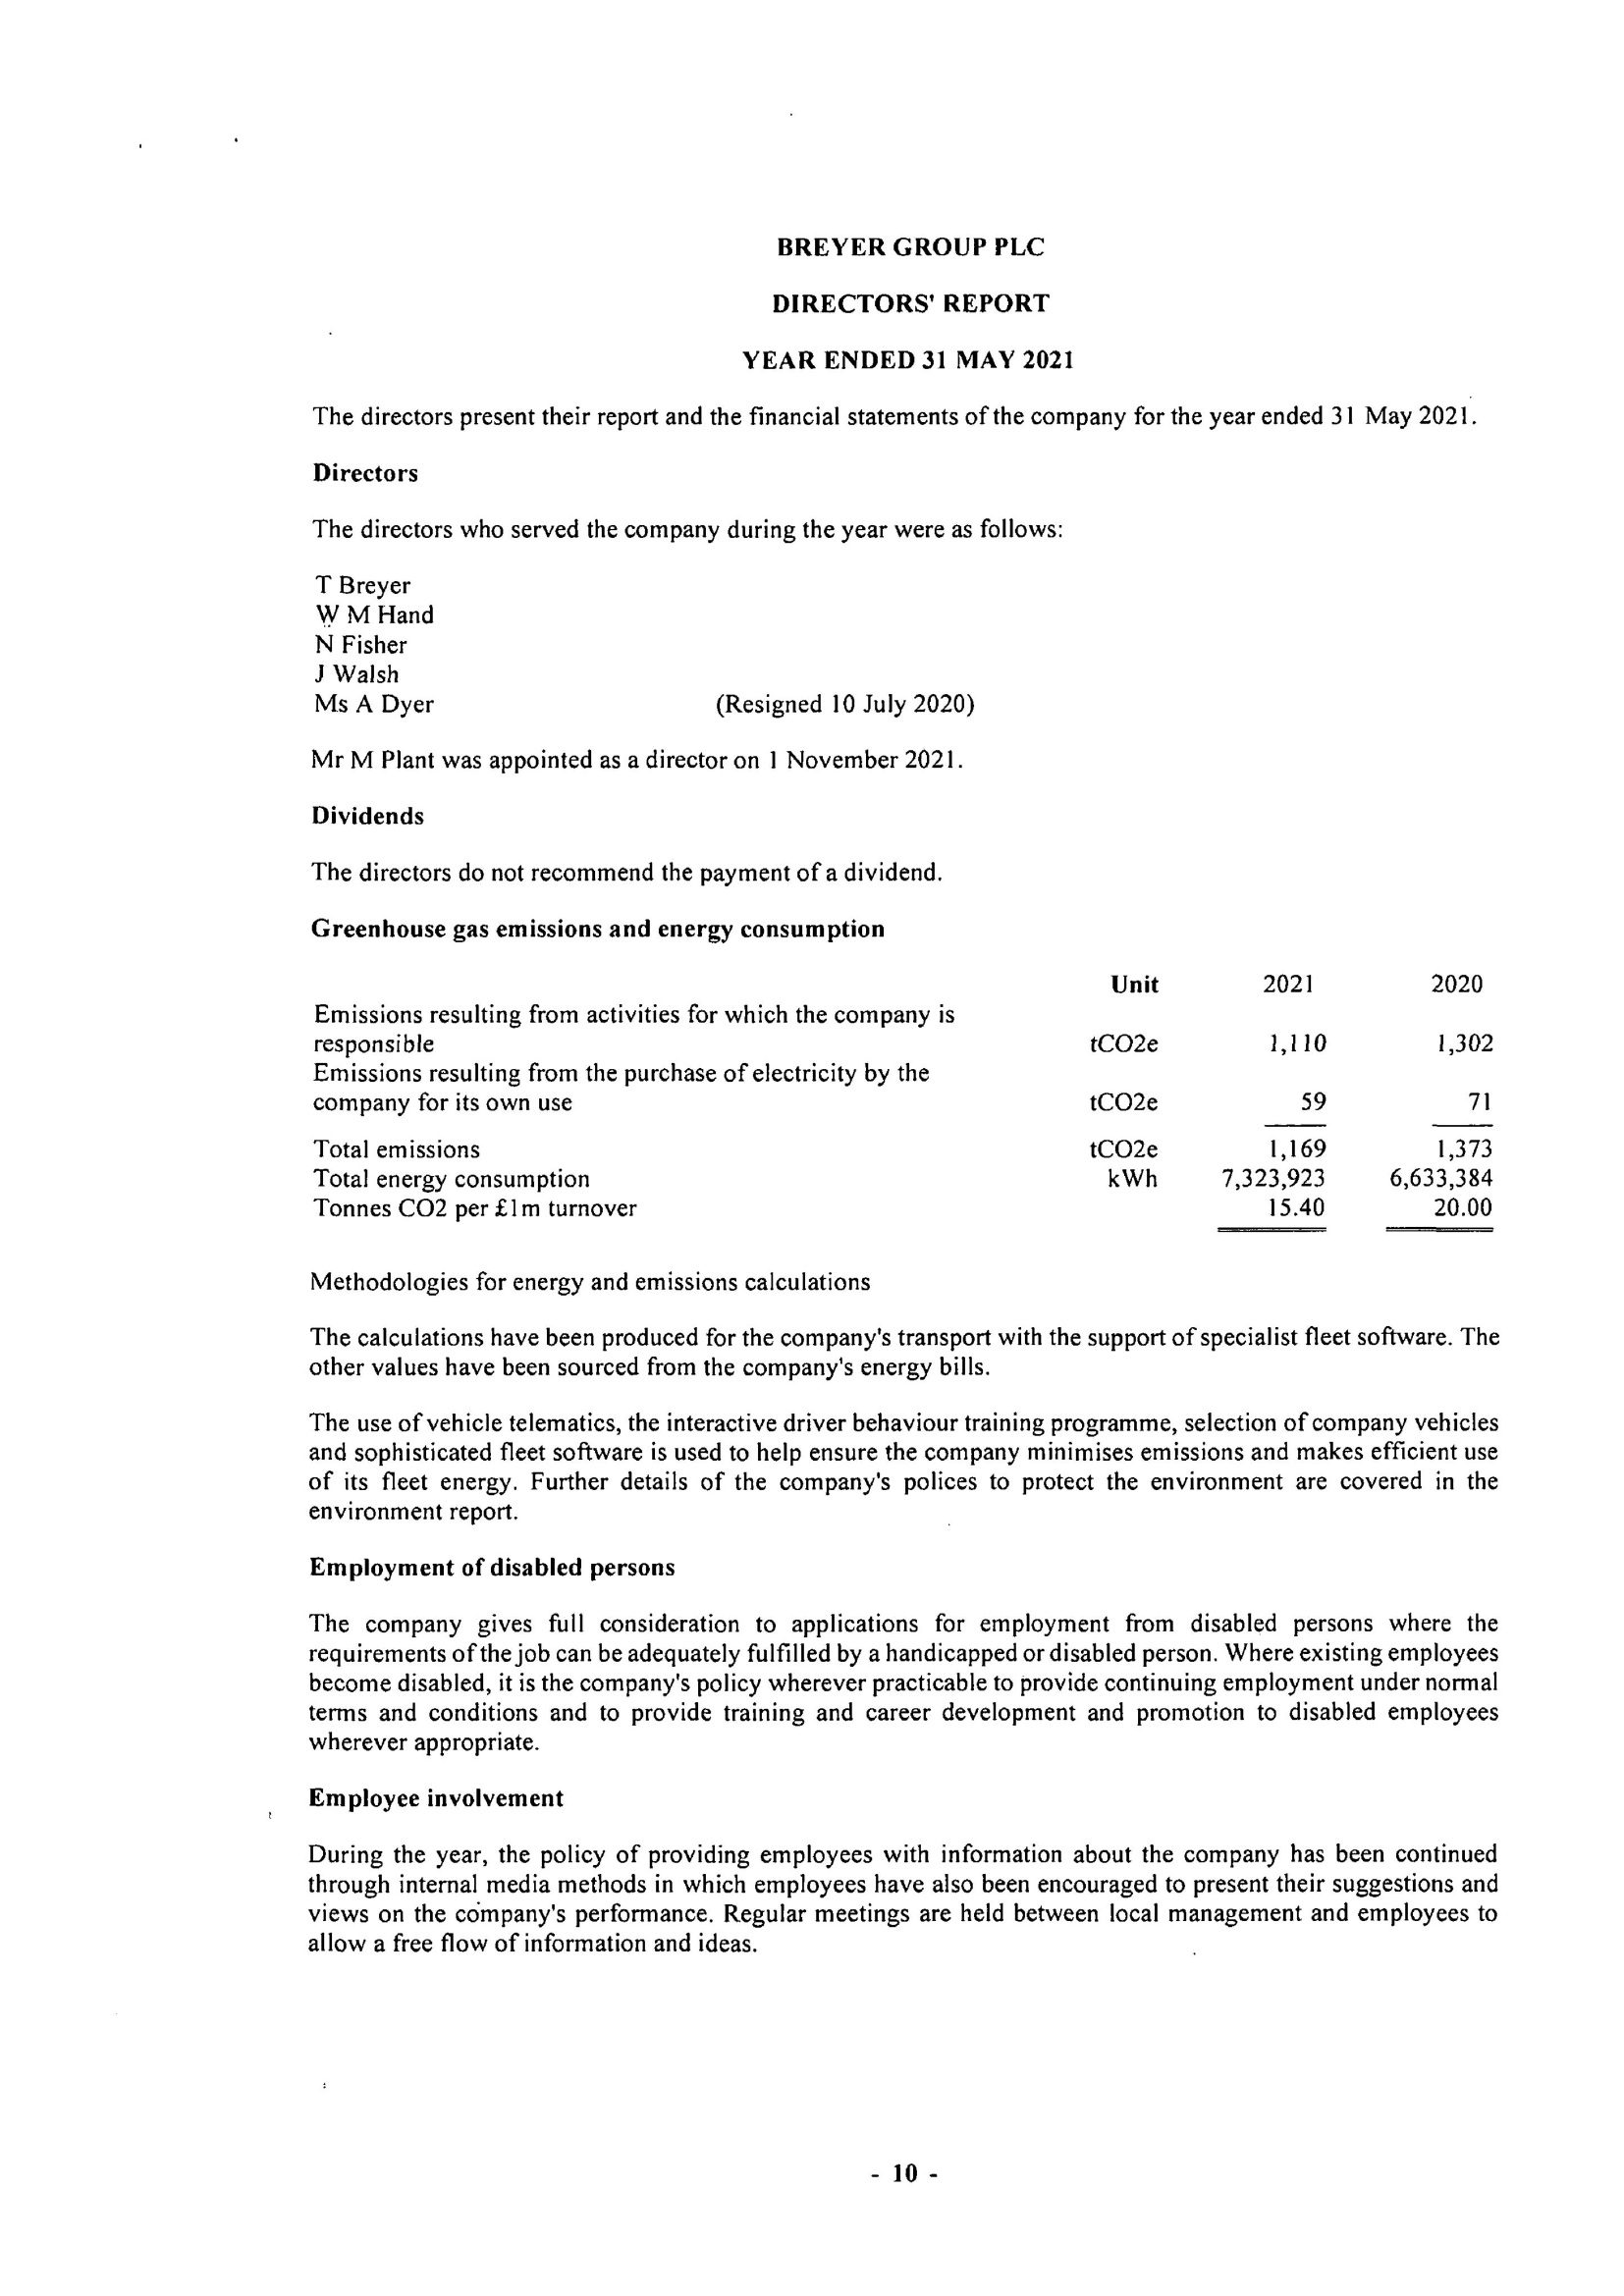 BREYER GROUP PLC
DIRECTORS' REPORT
YEAR ENDED 31 MAY 2021
The directors present their report and the financial statements of the company for the year ended 31 May 2021.
Directors
The directors who served the company during the year were as follows:
T Breyer
W M Hand
N Fisher
J Walsh
Ms A Dyer (Resigned 10 July 2020)
Mr M Plant was appointed as a director on 1 November 2021.
Dividends
The directors do not recommend the payment of a dividend.
Greenhouse gas emissions and energy consumption
Unit 2021 2020
Emissions resulting from activities for which the company is
responsible tCO2e 1,110 1,302
Emissions resulting from the purchase of electricity by the
company for its own use tCO2e 59 71
Total emissions tCO2e 1,169 1,373
Total energy consumption kWh 7,323,923 6,633,384
Tonnes CO2 per £1m turnover 15.40 20.00
Methodologies for energy and emissions calculations
The calculations have been produced for the company's transport with the support of specialist fleet software. The
other values have been sourced from the company's energy bills.
The use of vehicle telematics, the interactive driver behaviour training programme, selection of company vehicles
and sophisticated fleet software is used to help ensure the company minimises emissions and makes efficient use
of its fleet energy. Further details of the company's polices to protect the environment are covered in the
environment report.
Employment of disabled persons
The company gives full consideration to applications for employment from disabled persons where the
requirements of the job can be adequately fulfilled by a handicapped or disabled person. Where existing employees
become disabled, it is the company's policy wherever practicable to provide continuing employment under normal
terms and conditions and to provide training and career development and promotion to disabled employees
wherever appropriate.
Employee involvement
During the year, the policy of providing employees with information about the company has been continued
through internal media methods in which employees have also been encouraged to present their suggestions and
views on the company's performance. Regular meetings are held between local management and employees to
allow a free flow of information and ideas.
- 10 -